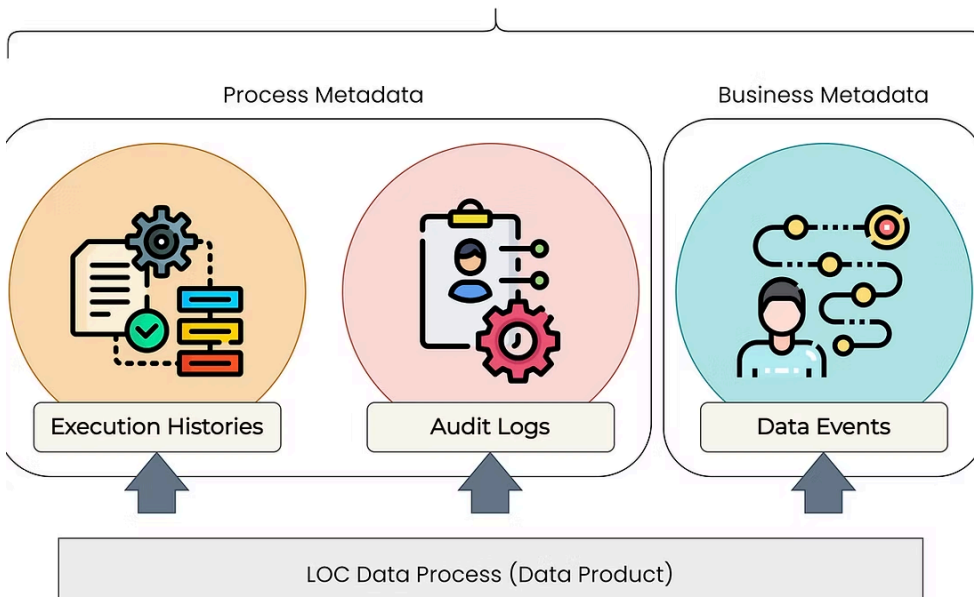 Process Metadata
Business Metadata
Execution Histories
Audit Logs
Data Events
LOC Data Process (Data Product)